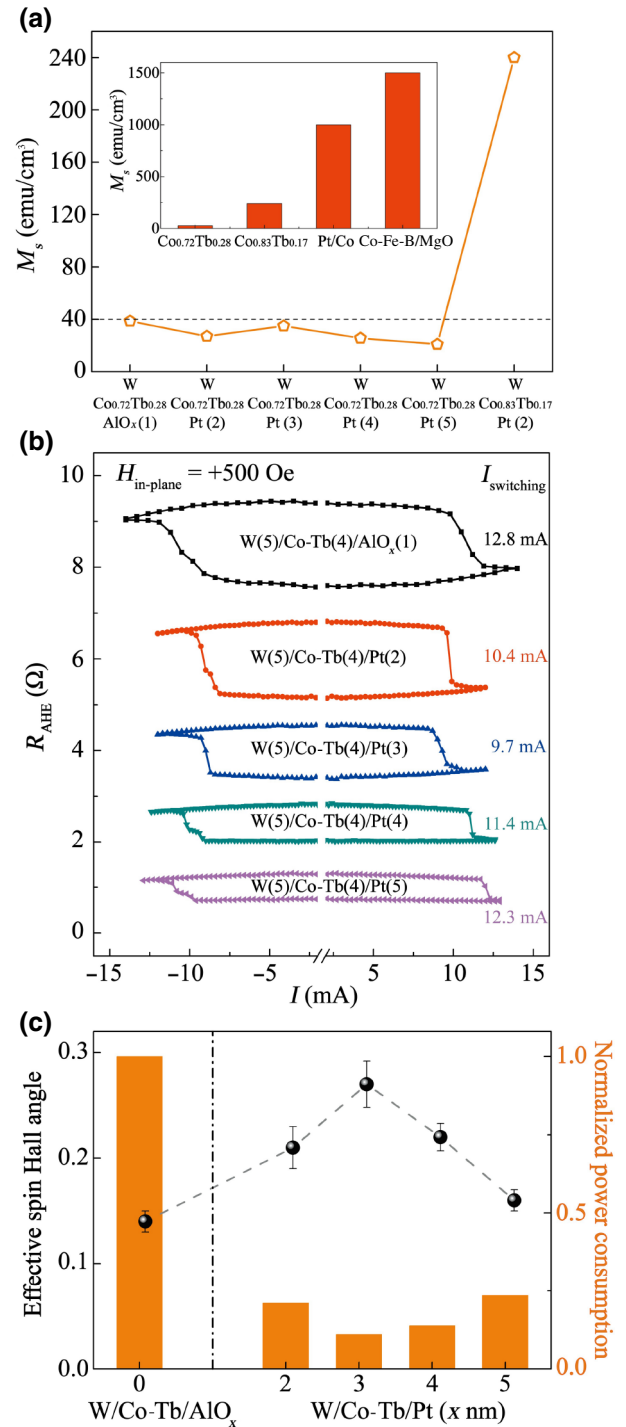 (a)
240
200
160
120
80
40
0
M_s (emu/cm³)
1500
1000
500
0
M_s (emu/cm³)
Co0.72Tb0.28 Co0.83Tb0.17 Pt/Co Co-Fe-B/MgO
W W W W W W
Co0.72Tb0.28 Co0.72Tb0.28 Co0.72Tb0.28 Co0.72Tb0.28 Co0.72Tb0.28 Co0.83Tb0.17
AlOx(1) Pt (2) Pt (3) Pt (4) Pt (5) Pt (2)
(b)
10
8
6
4
2
0
R_AHE (Ω)
H_in-plane = +500 Oe
I_switching
W(5)/Co-Tb(4)/AlOx(1)
12.8 mA
W(5)/Co-Tb(4)/Pt(2)
10.4 mA
W(5)/Co-Tb(4)/Pt(3)
9.7 mA
W(5)/Co-Tb(4)/Pt(4)
11.4 mA
W(5)/Co-Tb(4)/Pt(5)
12.3 mA
−15 −10 −5 5 10 15
I (mA)
(c)
0.3
0.2
0.1
0.0
Effective spin Hall angle
1.0
0.5
0.0
Normalized power consumption
0 2 3 4 5
W/Co-Tb/AlOx W/Co-Tb/Pt (x nm)